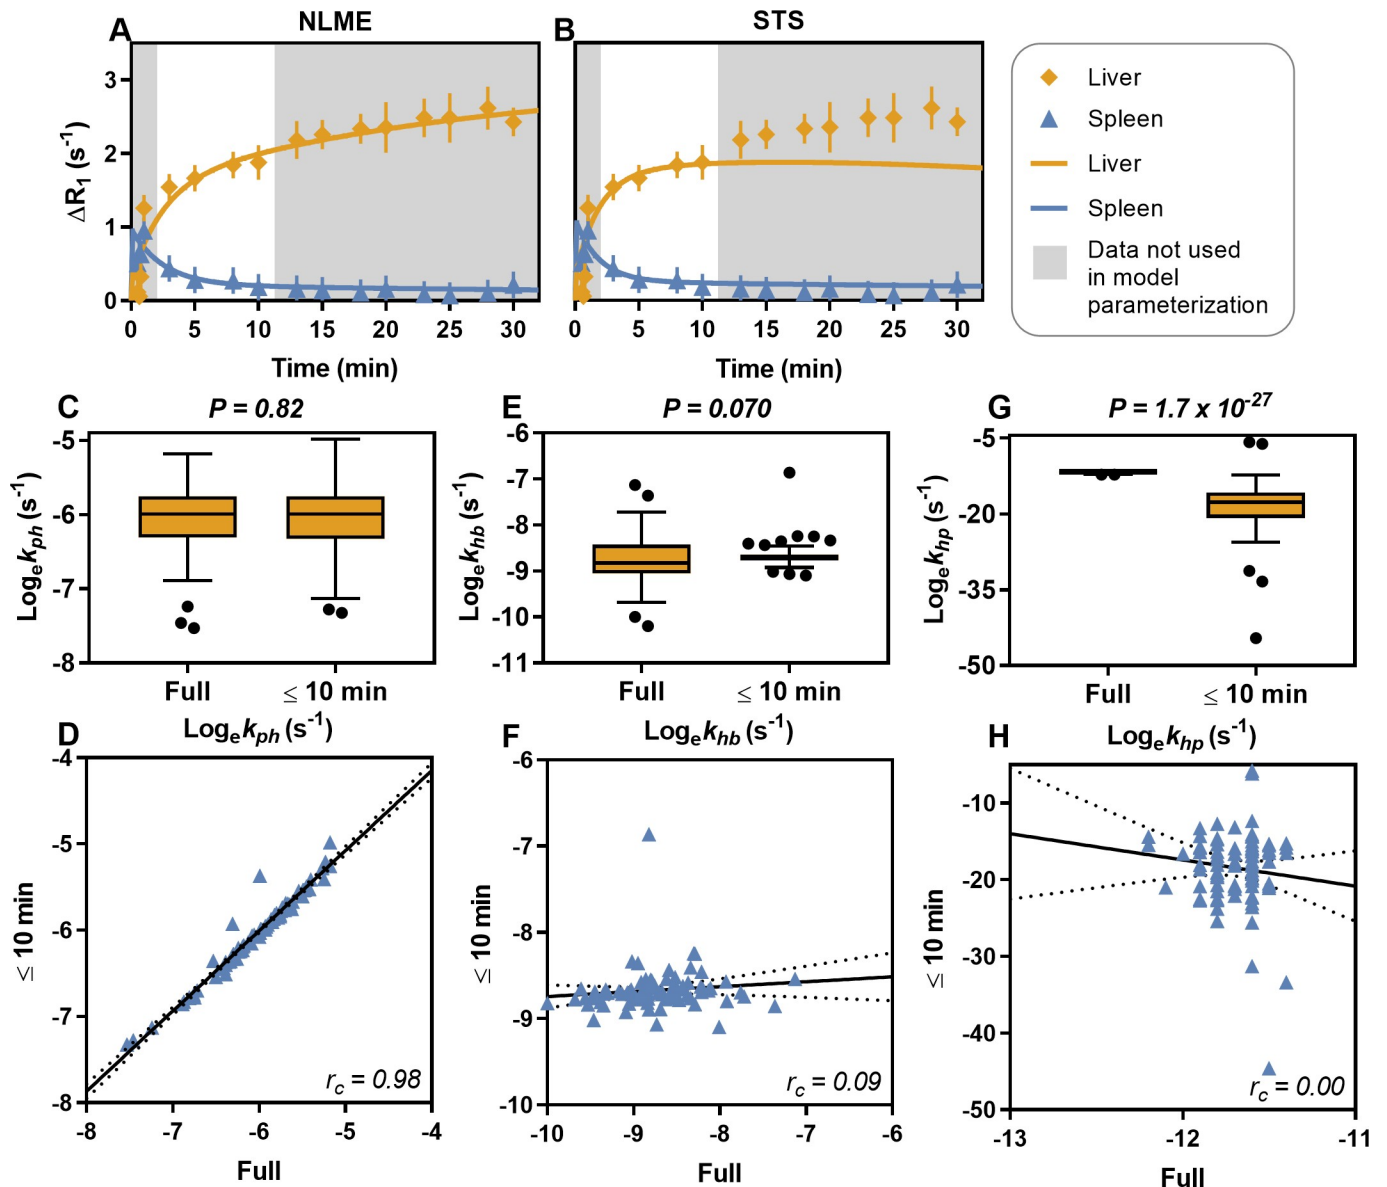 A
NLME
B
STS
ΔR1 (s-1)
3
2
1
0
0 5 10 15 20 25 30
Time (min)
0 5 10 15 20 25 30
Time (min)
Liver
Spleen
Liver
Spleen
Data not used
in model
parameterization
C
P = 0.82
Logekph (s-1)
-5
-6
-7
-8
Full
≤ 10 min
E
P = 0.070
Logekhb (s-1)
-6
-7
-8
-9
-10
-11
Full
≤ 10 min
G
P = 1.7 x 10-27
Logekhp (s-1)
-5
-20
-35
-50
Full
≤ 10 min
D
Logekph (s-1)
≤ 10 min
-4
-5
-6
-7
-8
rc = 0.98
-8 -7 -6 -5 -4
Full
F
Logekhb (s-1)
≤ 10 min
-6
-7
-8
-9
-10
rc = 0.09
-10 -9 -8 -7 -6
Full
H
Logekhp (s-1)
≤ 10 min
-10
-20
-30
-40
-50
rc = 0.00
-13 -12 -11
Full